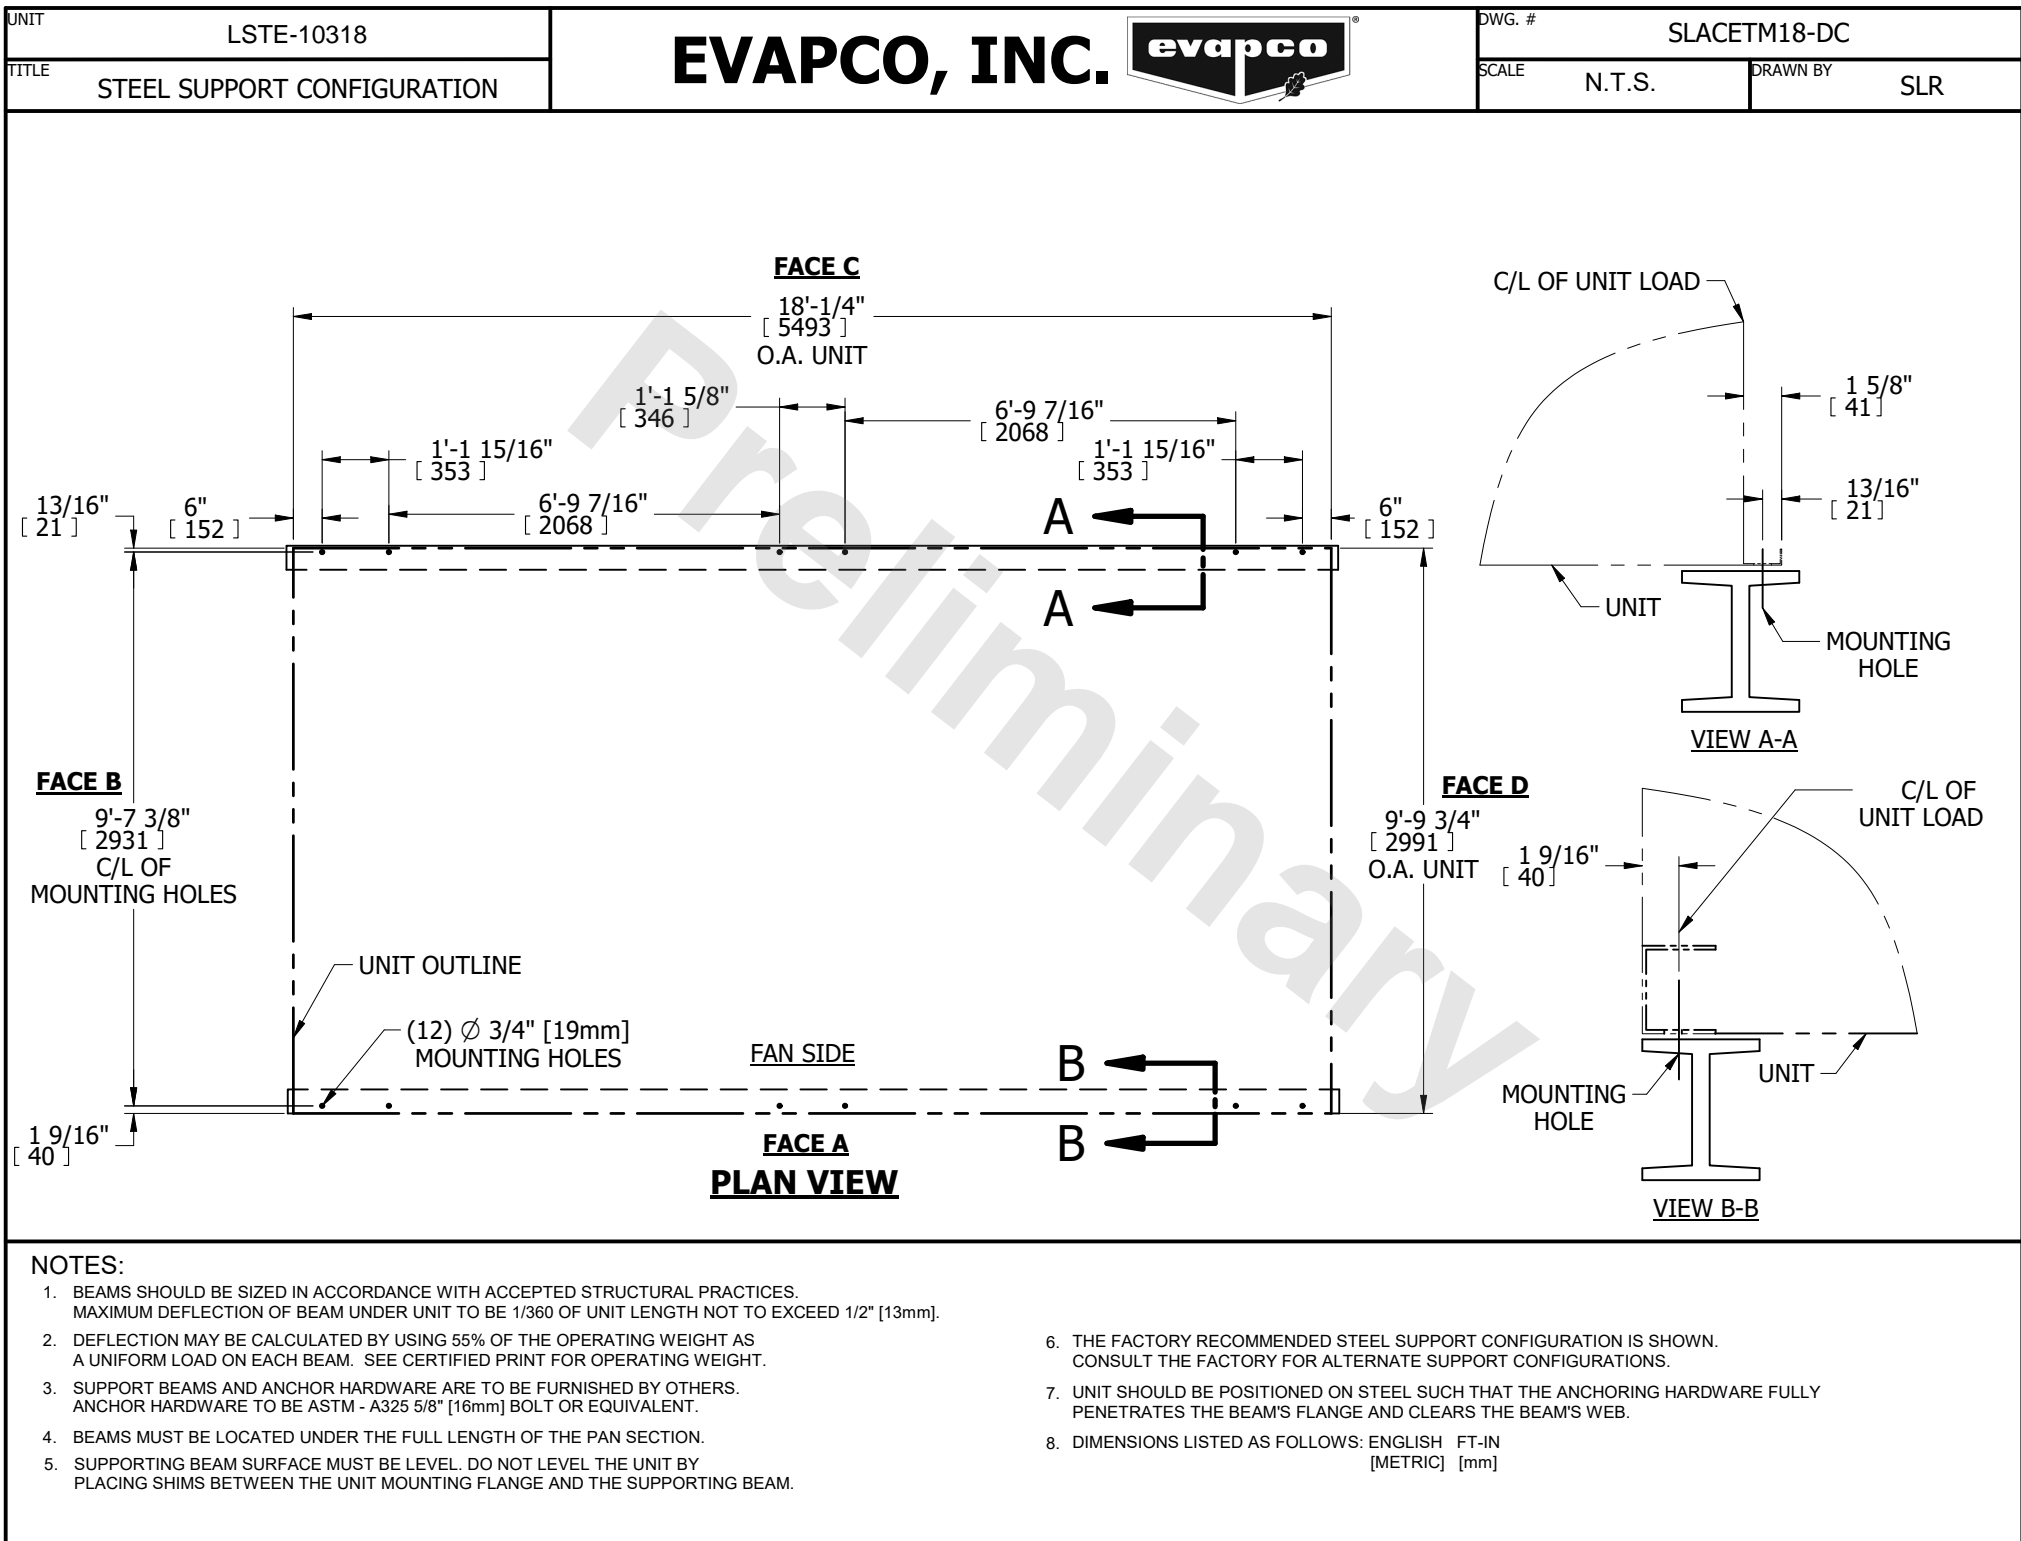 UNIT
LSTE-10318
TITLE
STEEL SUPPORT CONFIGURATION
EVAPCO, INC.
evapco
®
DWG. #
SLACETM18-DC
SCALE
N.T.S.
DRAWN BY
SLR
FACE C
18'-1/4"
[ 5493 ]
O.A. UNIT
1'-1 5/8"
[ 346 ]
6'-9 7/16"
[ 2068 ]
1'-1 15/16"
[ 353 ]
1'-1 15/16"
[ 353 ]
13/16"
[ 21 ]
6"
[ 152 ]
6'-9 7/16"
[ 2068 ]
6"
[ 152 ]
A
A
FACE B
9'-7 3/8"
[ 2931 ]
C/L OF
MOUNTING HOLES
FACE D
9'-9 3/4"
[ 2991 ]
O.A. UNIT
UNIT OUTLINE
(12) Ø 3/4" [19mm]
MOUNTING HOLES
FAN SIDE
B
B
1 9/16"
[ 40 ]
FACE A
PLAN VIEW
C/L OF UNIT LOAD
1 5/8"
[ 41 ]
13/16"
[ 21 ]
UNIT
MOUNTING
HOLE
VIEW A-A
C/L OF
UNIT LOAD
1 9/16"
[ 40 ]
UNIT
MOUNTING
HOLE
VIEW B-B
Preliminary
NOTES:
1. BEAMS SHOULD BE SIZED IN ACCORDANCE WITH ACCEPTED STRUCTURAL PRACTICES.
MAXIMUM DEFLECTION OF BEAM UNDER UNIT TO BE 1/360 OF UNIT LENGTH NOT TO EXCEED 1/2" [13mm].
2. DEFLECTION MAY BE CALCULATED BY USING 55% OF THE OPERATING WEIGHT AS
A UNIFORM LOAD ON EACH BEAM. SEE CERTIFIED PRINT FOR OPERATING WEIGHT.
3. SUPPORT BEAMS AND ANCHOR HARDWARE ARE TO BE FURNISHED BY OTHERS.
ANCHOR HARDWARE TO BE ASTM - A325 5/8" [16mm] BOLT OR EQUIVALENT.
4. BEAMS MUST BE LOCATED UNDER THE FULL LENGTH OF THE PAN SECTION.
5. SUPPORTING BEAM SURFACE MUST BE LEVEL. DO NOT LEVEL THE UNIT BY
PLACING SHIMS BETWEEN THE UNIT MOUNTING FLANGE AND THE SUPPORTING BEAM.
6. THE FACTORY RECOMMENDED STEEL SUPPORT CONFIGURATION IS SHOWN.
CONSULT THE FACTORY FOR ALTERNATE SUPPORT CONFIGURATIONS.
7. UNIT SHOULD BE POSITIONED ON STEEL SUCH THAT THE ANCHORING HARDWARE FULLY
PENETRATES THE BEAM'S FLANGE AND CLEARS THE BEAM'S WEB.
8. DIMENSIONS LISTED AS FOLLOWS: ENGLISH FT-IN
[METRIC] [mm]